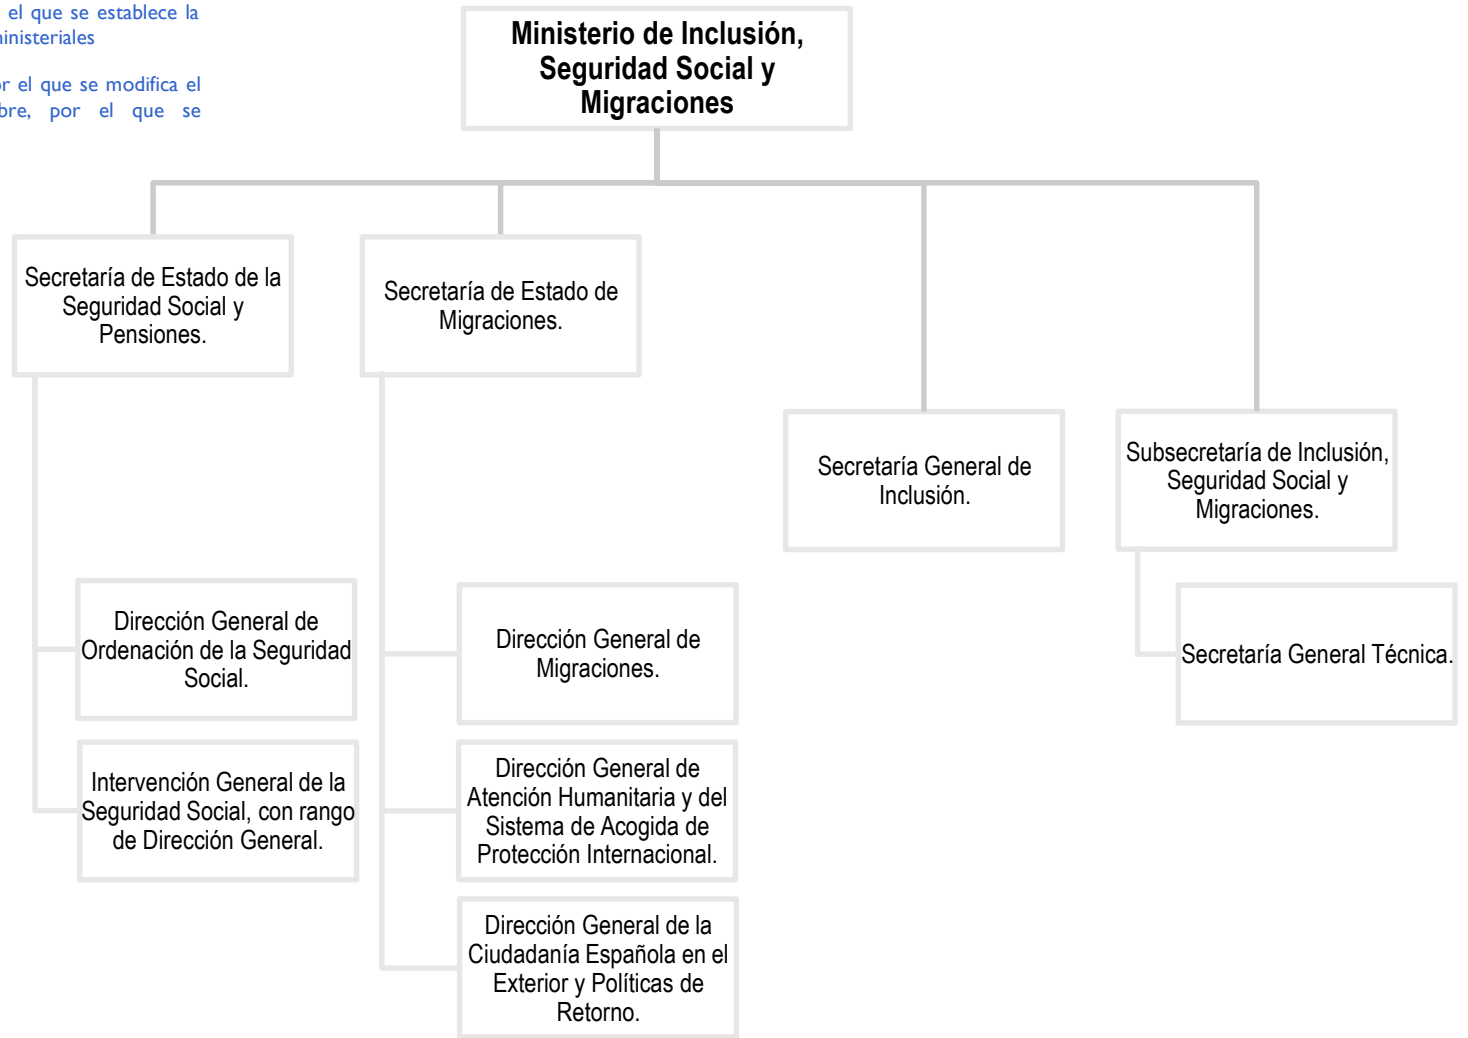 el que se establece la
ministeriales
or el que se modifica el
bre, por el que se
Ministerio de Inclusión,
Seguridad Social y
Migraciones
Secretaría de Estado de la
Seguridad Social y
Pensiones.
Secretaría de Estado de
Migraciones.
Secretaría General de
Inclusión.
Subsecretaría de Inclusión,
Seguridad Social y
Migraciones.
Dirección General de
Ordenación de la Seguridad
Social.
Intervención General de la
Seguridad Social, con rango
de Dirección General.
Dirección General de
Migraciones.
Dirección General de
Atención Humanitaria y del
Sistema de Acogida de
Protección Internacional.
Dirección General de la
Ciudadanía Española en el
Exterior y Políticas de
Retorno.
Secretaría General Técnica.